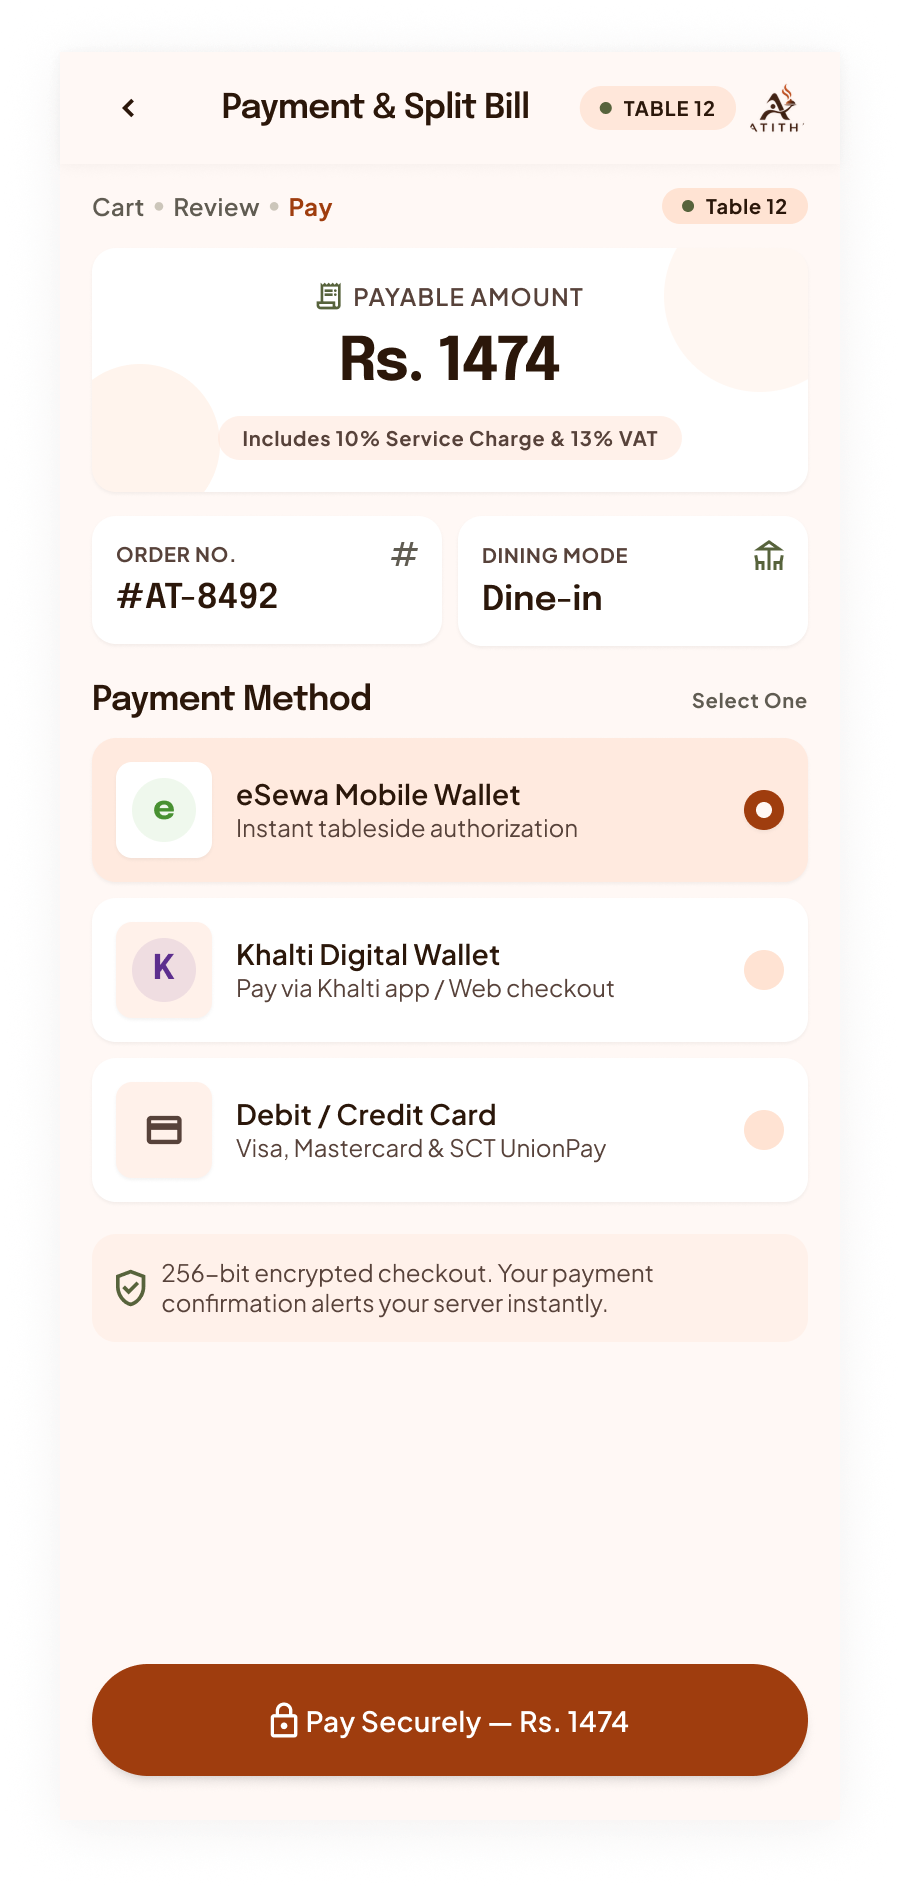 Payment & Split Bill
TABLE 12
ATITH
Cart • Review • Pay
Table 12
PAYABLE AMOUNT
Rs. 1474
Includes 10% Service Charge & 13% VAT
ORDER NO.
#
#AT-8492
DINING MODE
Dine-in
Payment Method
Select One
e
eSewa Mobile Wallet
Instant tableside authorization
K
Khalti Digital Wallet
Pay via Khalti app / Web checkout
Debit / Credit Card
Visa, Mastercard & SCT UnionPay
256-bit encrypted checkout. Your payment
confirmation alerts your server instantly.
Pay Securely — Rs. 1474